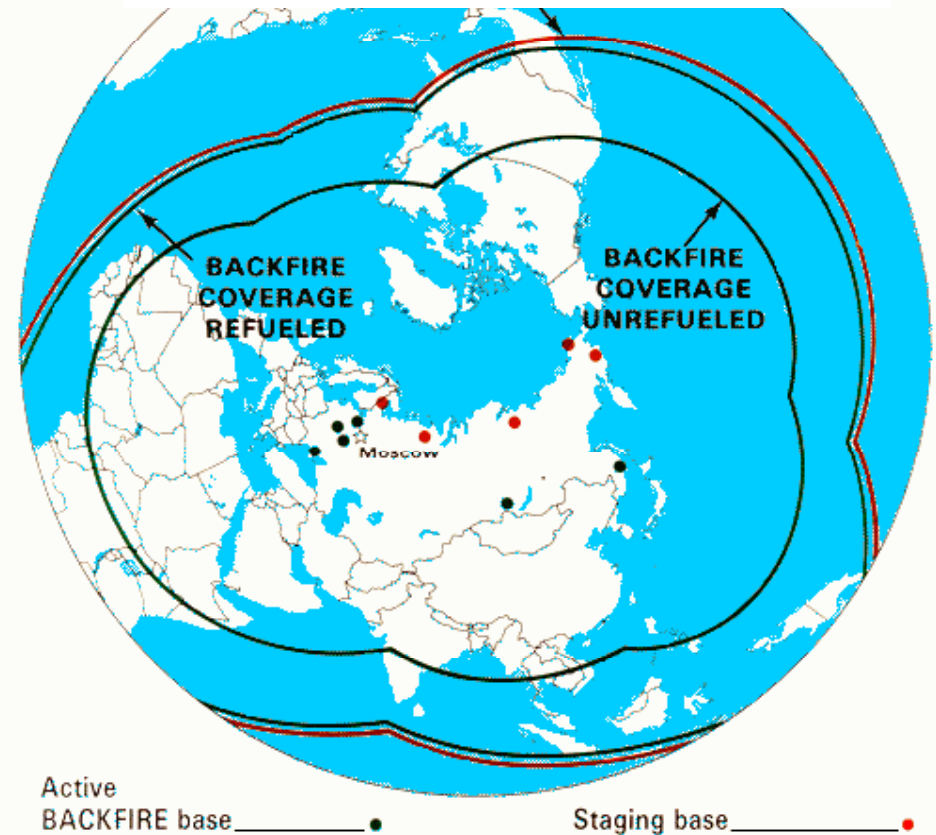 BACKFIRE
COVERAGE
REFUELED
BACKFIRE
COVERAGE
UNREFUELED
Moscow
Active
BACKFIRE base
Staging base